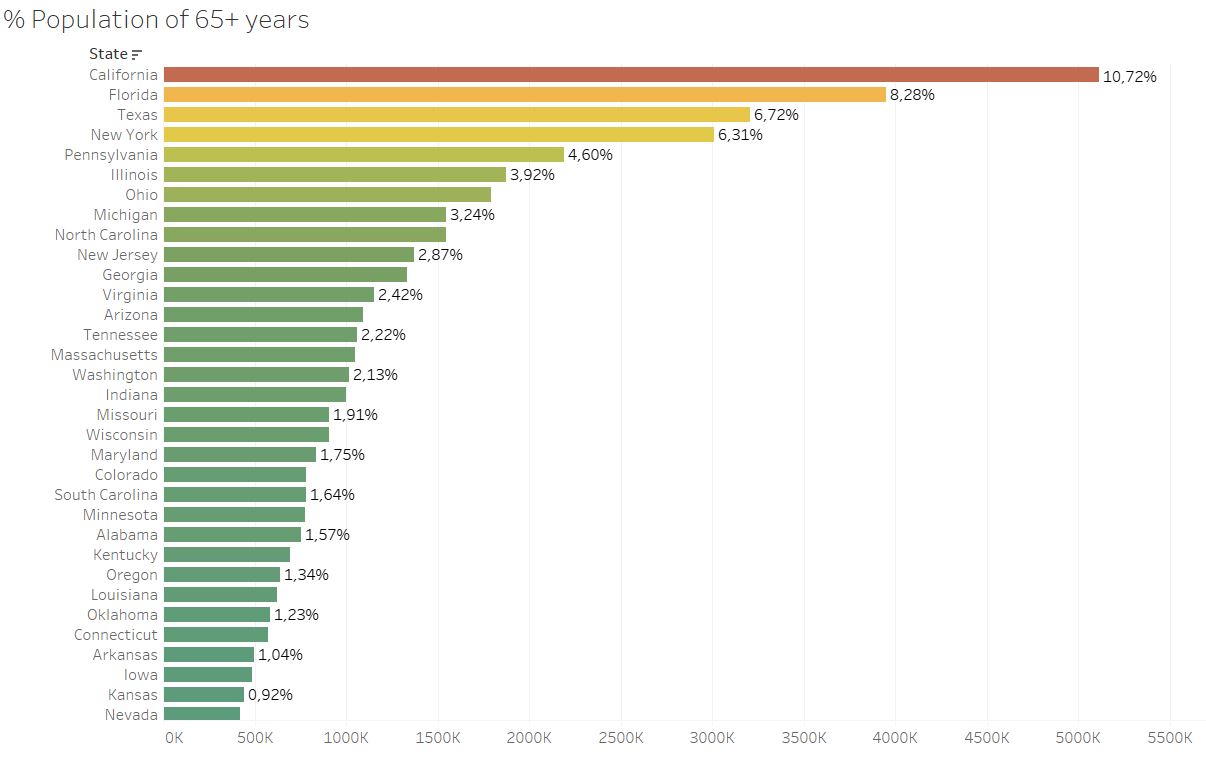 % Population of 65+ years
State
California 10,72%
Florida 8,28%
Texas 6,72%
New York 6,31%
Pennsylvania 4,60%
Illinois 3,92%
Ohio
Michigan 3,24%
North Carolina
New Jersey 2,87%
Georgia
Virginia 2,42%
Arizona
Tennessee 2,22%
Massachusetts
Washington 2,13%
Indiana
Missouri 1,91%
Wisconsin
Maryland 1,75%
Colorado
South Carolina 1,64%
Minnesota
Alabama 1,57%
Kentucky
Oregon 1,34%
Louisiana
Oklahoma 1,23%
Connecticut
Arkansas 1,04%
Iowa
Kansas 0,92%
Nevada
0K 500K 1000K 1500K 2000K 2500K 3000K 3500K 4000K 4500K 5000K 5500K